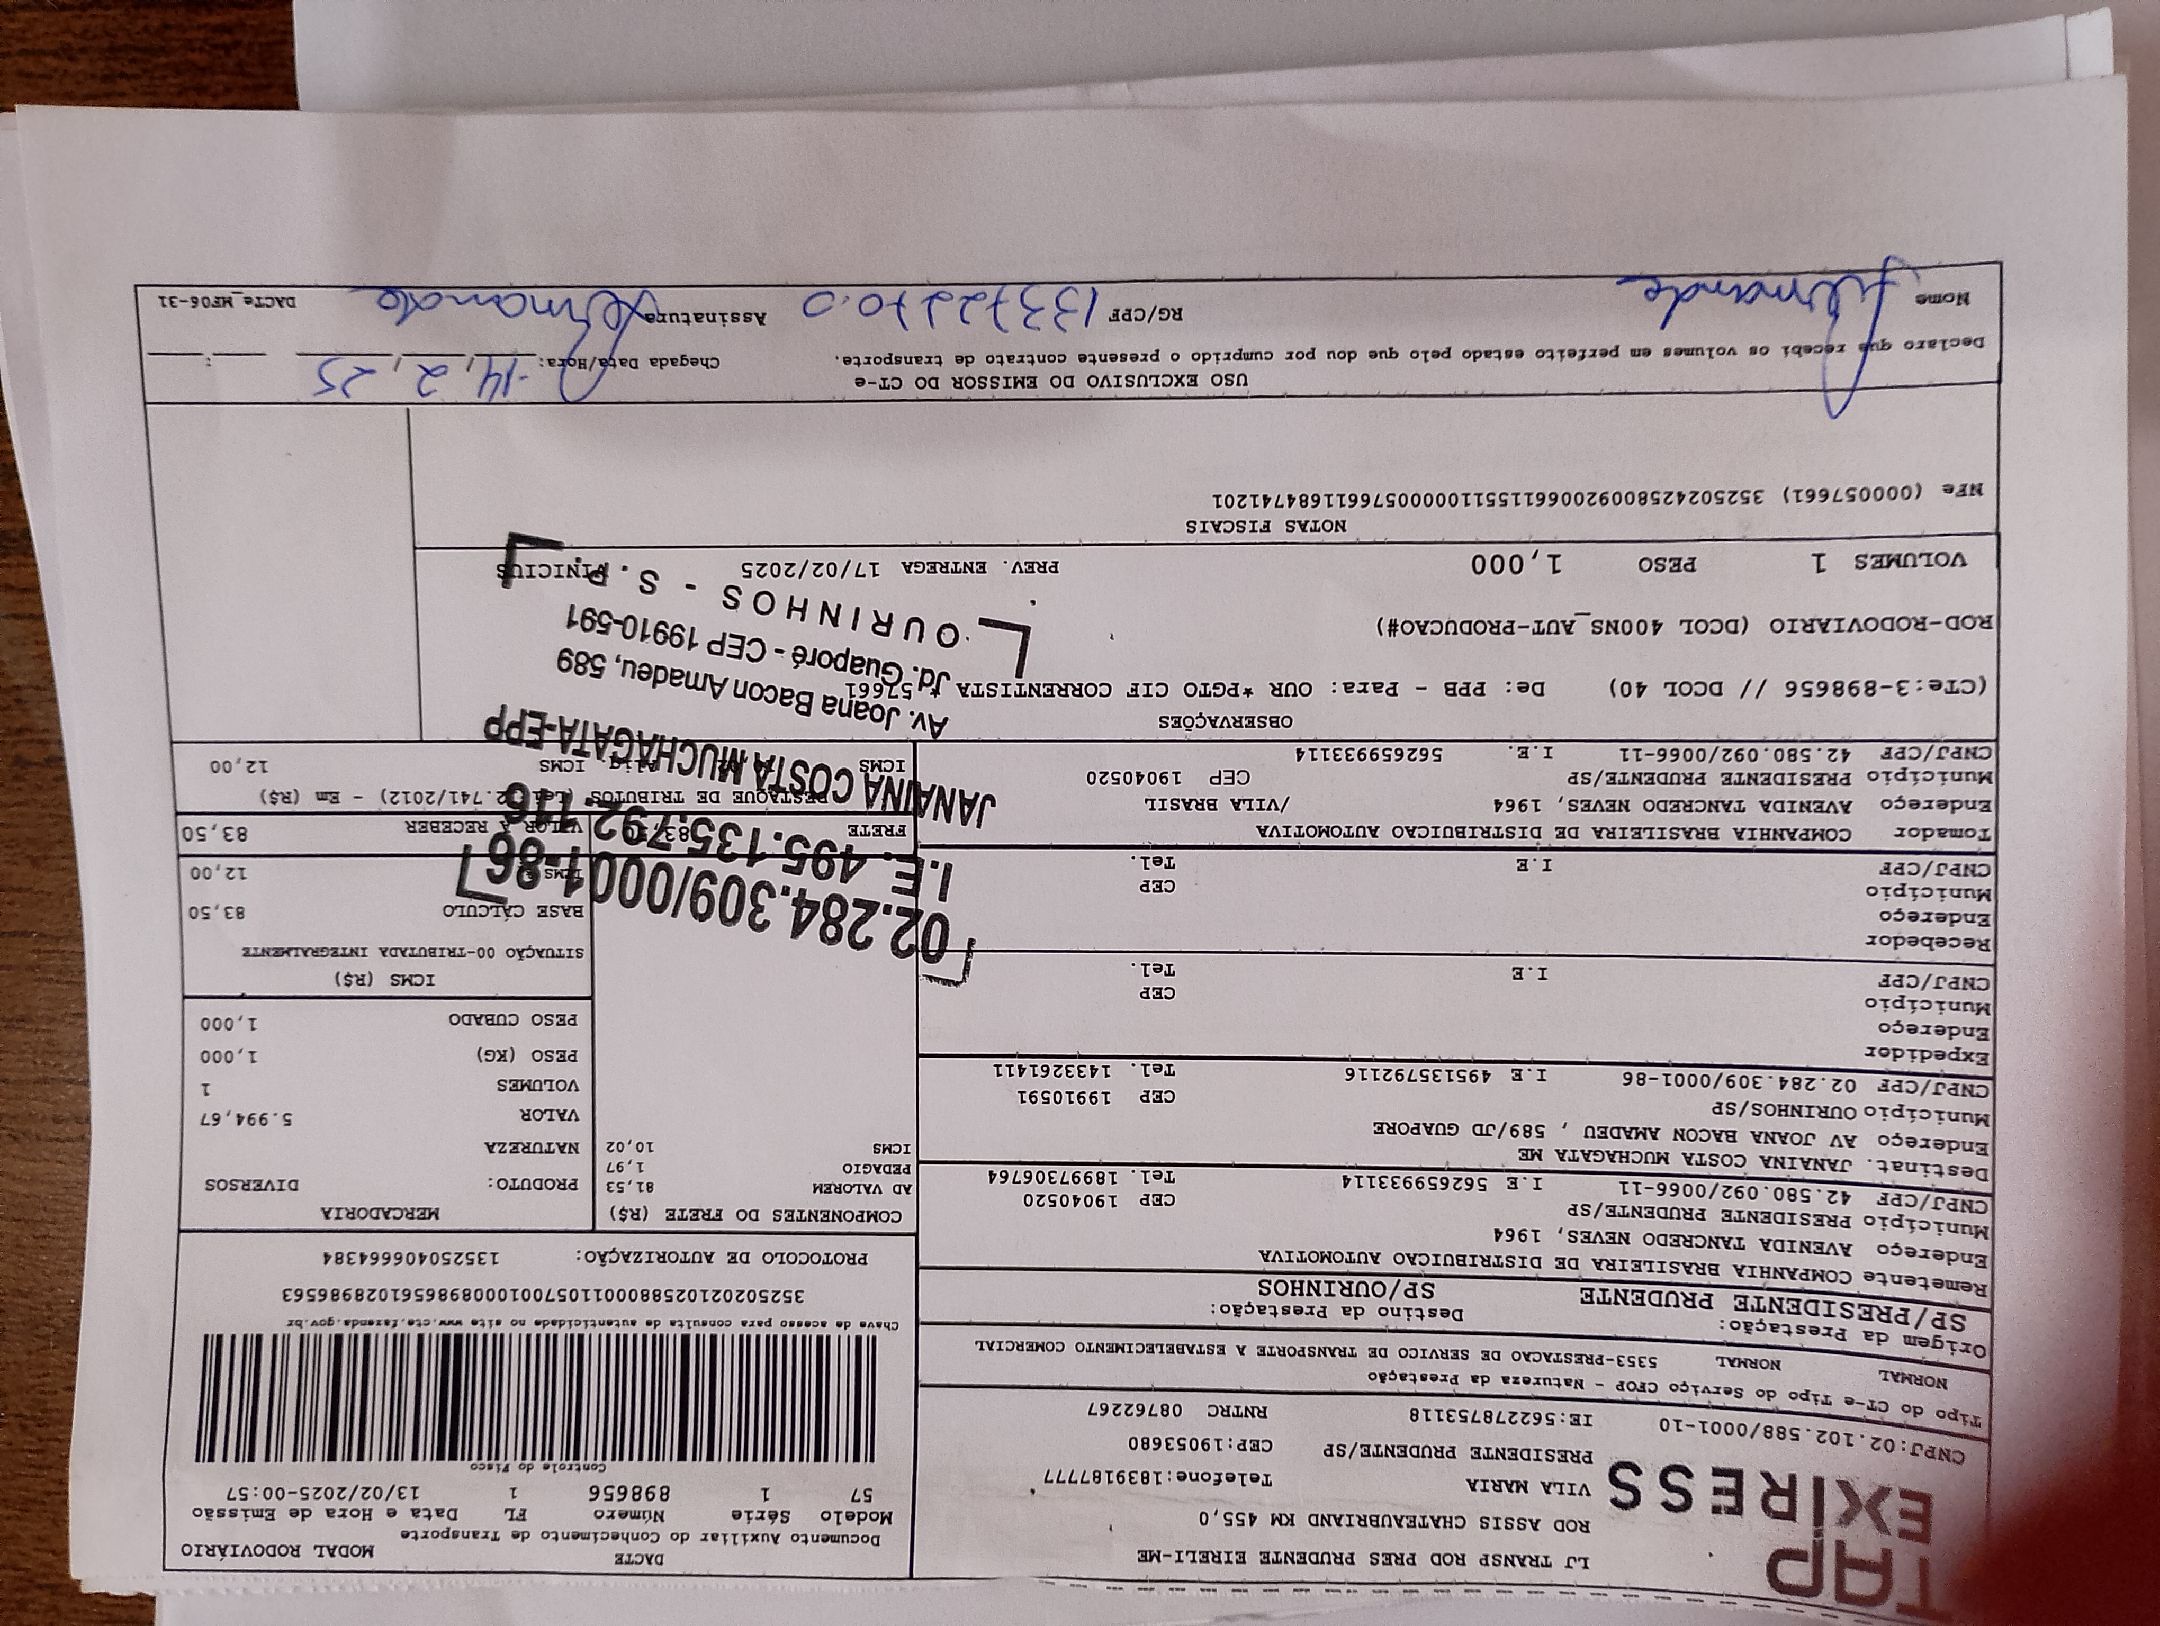 TAP
EXIRESS
LJ TRANSP ROD PRES PRUDENTE EIRELI-ME
ROD ASSIS CHATEAUBRIAND KM 455,0
VILA MARIA Telefone:1839187777
PRESIDENTE PRUDENTE/SP CEP:19053680
CNPJ:02.102.588/0001-10 IE:562278753118 RNTRC 08762267
DACTE MODAL RODOVIÁRIO
Documento Auxiliar do Conhecimento de Transporte
Modelo Série Número FL Data e Hora de Emissão
57 1 898656 1 13/02/2025-00:57
Controle do Fisco
Chave de acesso para consulta de autenticidade no site www.cte.fazenda.gov.br
35250202102588000110570010008986561028986563
PROTOCOLO DE AUTORIZAÇÃO: 135250406664384
Tipo do CT-e Tipo do Serviço CFOP - Natureza da Prestação
NORMAL NORMAL 5353-PRESTACAO DE SERVICO DE TRANSPORTE A ESTABELECIMENTO COMERCIAL
Origem da Prestação: Destino da Prestação:
SP/PRESIDENTE PRUDENTE SP/OURINHOS
Remetente COMPANHIA BRASILEIRA DE DISTRIBUICAO AUTOMOTIVA
Endereço AVENIDA TANCREDO NEVES, 1964
Município PRESIDENTE PRUDENTE/SP CEP 19040520
CNPJ/CPF 42.580.092/0066-11 I.E 562659933114 Tel. 18997306764
Destinat. JANAINA COSTA MUCHAGATA ME
Endereço AV JOANA BACON AMADEU , 589/JD GUAPORE
Município OURINHOS/SP CEP 19910591
CNPJ/CPF 02.284.309/0001-86 I.E 495135792116 Tel. 1433261411
Expedidor
Endereço
Município CEP
CNPJ/CPF I.E Tel.
Recebedor
Endereço
Município CEP
CNPJ/CPF I.E Tel.
Tomador COMPANHIA BRASILEIRA DE DISTRIBUICAO AUTOMOTIVA
Endereço AVENIDA TANCREDO NEVES, 1964 /VILA BRASIL
Município PRESIDENTE PRUDENTE/SP CEP 19040520
CNPJ/CPF 42.580.092/0066-11 I.E. 562659933114
COMPONENTES DO FRETE (R$)
AD VALOREM 81,53
PEDAGIO 1,97
ICMS 10,02
MERCADORIA
PRODUTO: DIVERSOS
NATUREZA
VALOR 5.994,67
VOLUMES 1
PESO (KG) 1,000
PESO CUBADO 1,000
ICMS (R$)
SITUAÇÃO 00-TRIBUTADA INTEGRALMENTE
BASE CÁLCULO 83,50
ICMS 12,00
FRETE 83,50 VALOR A RECEBER 83,50
DESTAQUE DE TRIBUTOS (Lei 12.741/2012) - Em (R$)
ICMS Aliq. ICMS 12,00
02.284.309/0001-86
I.E. 495.135.792.116
JANAINA COSTA MUCHAGATA-EPP
Av. Joana Bacon Amadeu, 589
Jd. Guaporé - CEP 19910-591
OURINHOS - S.P.
OBSERVAÇÕES
(CTe:3-898656 // DCOL 40) De: PPB - Para: OUR *PGTO CIF CORRENTISTA * 57661
ROD-RODOVIARIO (DCOL 400NS_AUT-PRODUCAO#)
VOLUMES 1 PESO 1,000 PREV. ENTREGA 17/02/2025 VINICIUS
NOTAS FISCAIS
NFe (000057661) 35250242580092006611551100000576611684741201
USO EXCLUSIVO DO EMISSOR DO CT-e
Declaro que recebi os volumes em perfeito estado pelo que dou por cumprido o presente contrato de transporte. Chegada Data/Hora: 14, 2, 25 :
Nome RG/CPF Assinatura DACTe_MF06-31